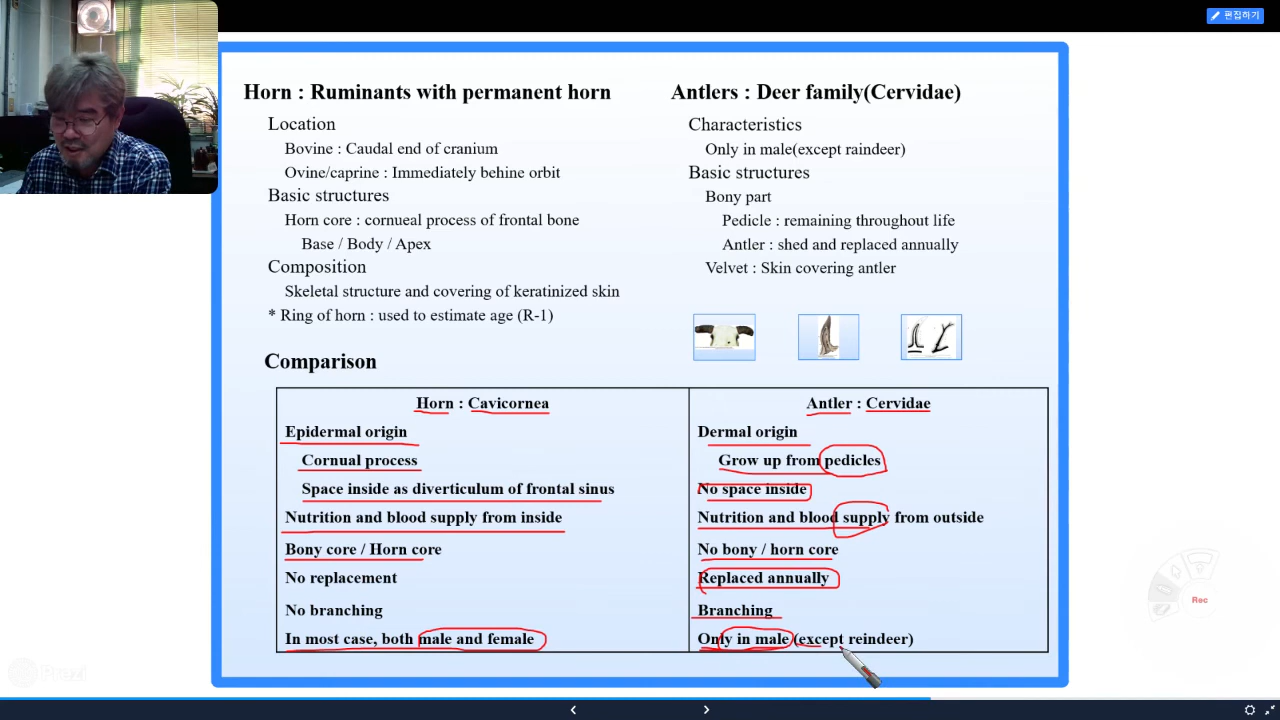 편집하기
Horn : Ruminants with permanent horn
Location
Bovine : Caudal end of cranium
Ovine/caprine : Immediately behine orbit
Basic structures
Horn core : cornueal process of frontal bone
Base / Body / Apex
Composition
Skeletal structure and covering of keratinized skin
* Ring of horn : used to estimate age (R-1)
Antlers : Deer family(Cervidae)
Characteristics
Only in male(except raindeer)
Basic structures
Bony part
Pedicle : remaining throughout life
Antler : shed and replaced annually
Velvet : Skin covering antler
Comparison
Horn : Cavicornea
Epidermal origin
Cornual process
Space inside as diverticulum of frontal sinus
Nutrition and blood supply from inside
Bony core / Horn core
No replacement
No branching
In most case, both male and female
Antler : Cervidae
Dermal origin
Grow up from pedicles
No space inside
Nutrition and blood supply from outside
No bony / horn core
Replaced annually
Branching
Only in male (except reindeer)
Rec
Prezi